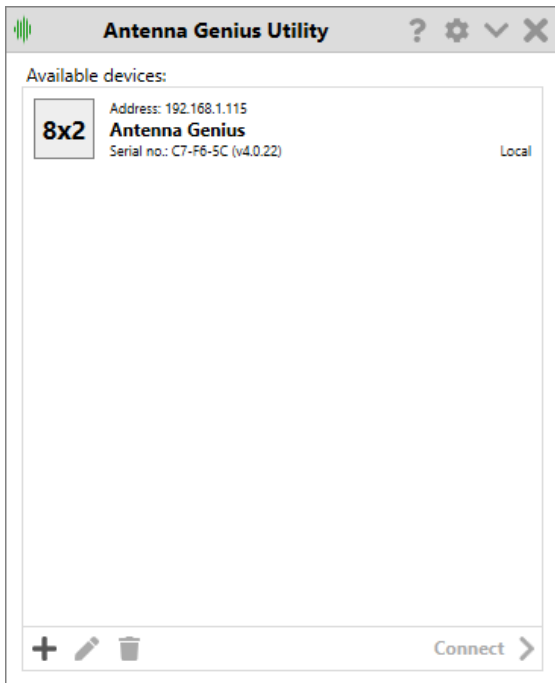 Antenna Genius Utility ?
Available devices:
8x2
Address: 192.168.1.115
Antenna Genius
Serial no.: C7-F6-5C (v4.0.22)
Local
Connect